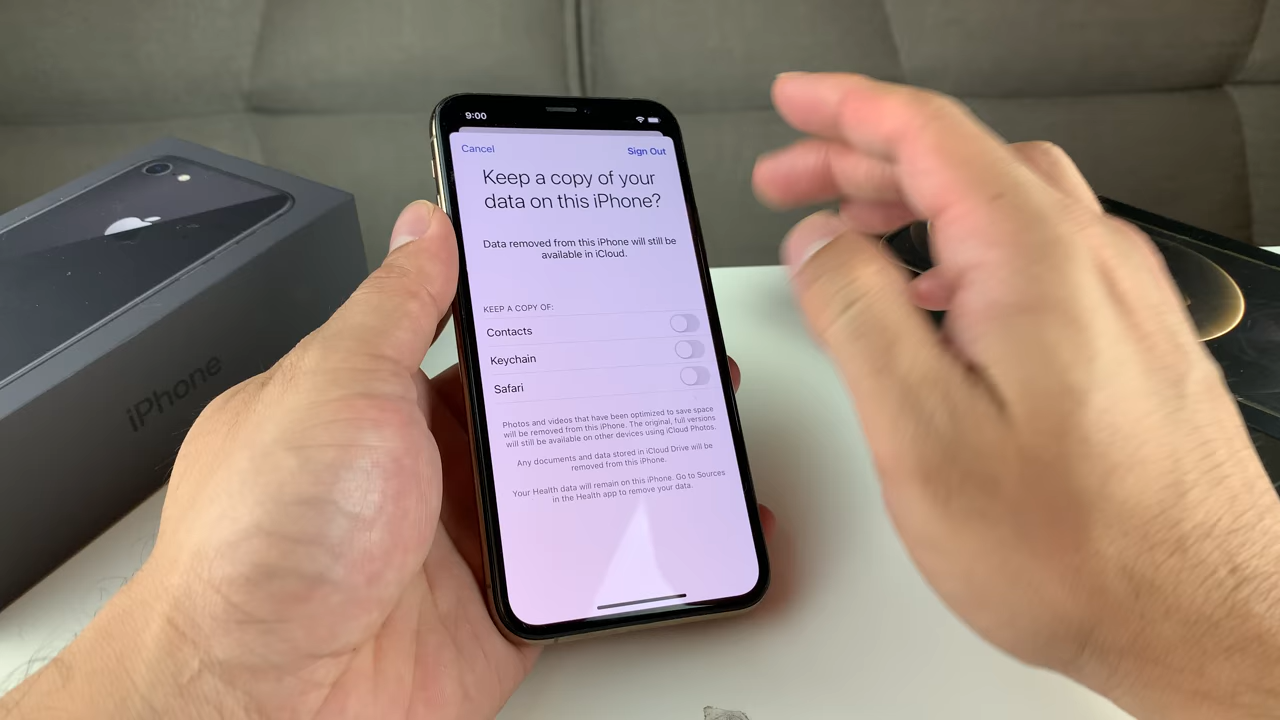 9:00
Cancel
Sign Out
Keep a copy of your
data on this iPhone?
Data removed from this iPhone will still be
available in iCloud.
KEEP A COPY OF:
Contacts
Keychain
Safari
Photos and videos that have been optimized to save space
will be removed from this iPhone. The original, full versions
will still be available on other devices using iCloud Photos.
Any documents and data stored in iCloud Drive will be
removed from this iPhone.
Your Health data will remain on this iPhone. Go to Sources
in the Health app to remove your data.
iPhone